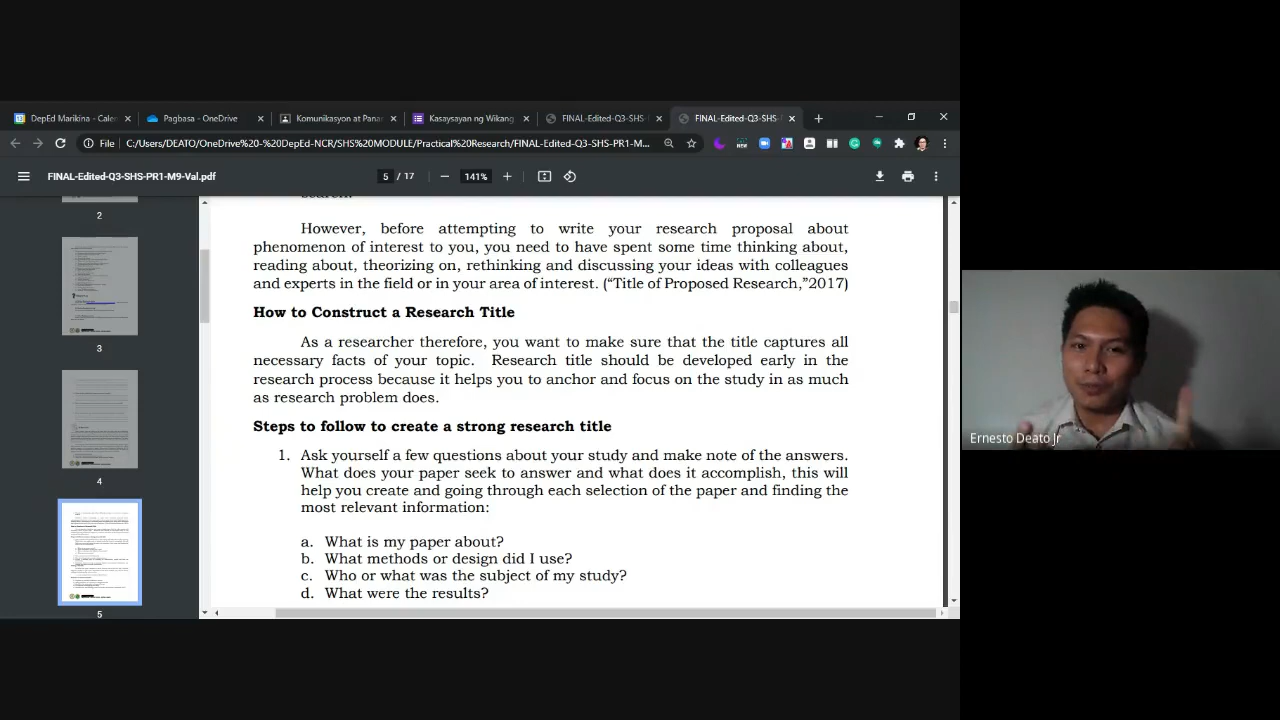 DepEd Marikina - Caler
Pagbasa - OneDrive
Komunikasyon at Panan
Kasaysayan ng Wikang
FINAL-Edited-Q3-SHS-
FINAL-Edited-Q3-SHS-
File
C:/Users/DEATO/OneDrive%20-%20DepEd-NCR/SHS%20MODULE/Practical%20Research/FINAL-Edited-Q3-SHS-PR1-M...
FINAL-Edited-Q3-SHS-PR1-M9-Val.pdf
5 / 17
141%
2
3
4
5
search.
However, before attempting to write your research proposal about
phenomenon of interest to you, you need to have spent some time thinking about,
reading about, theorizing on, rethinking and discussing your ideas with colleagues
and experts in the field or in your area of interest. (“Title of Proposed Research,”2017)
How to Construct a Research Title
As a researcher therefore, you want to make sure that the title captures all
necessary facts of your topic. Research title should be developed early in the
research process because it helps you to anchor and focus on the study in as much
as research problem does.
Steps to follow to create a strong research title
1. Ask yourself a few questions about your study and make note of the answers.
What does your paper seek to answer and what does it accomplish, this will
help you create and going through each selection of the paper and finding the
most relevant information:
a. What is my paper about?
b. What methods or design do I use?
c. Who or what was the subject of my study?
d. What were the results?
Ernesto Deato Jr